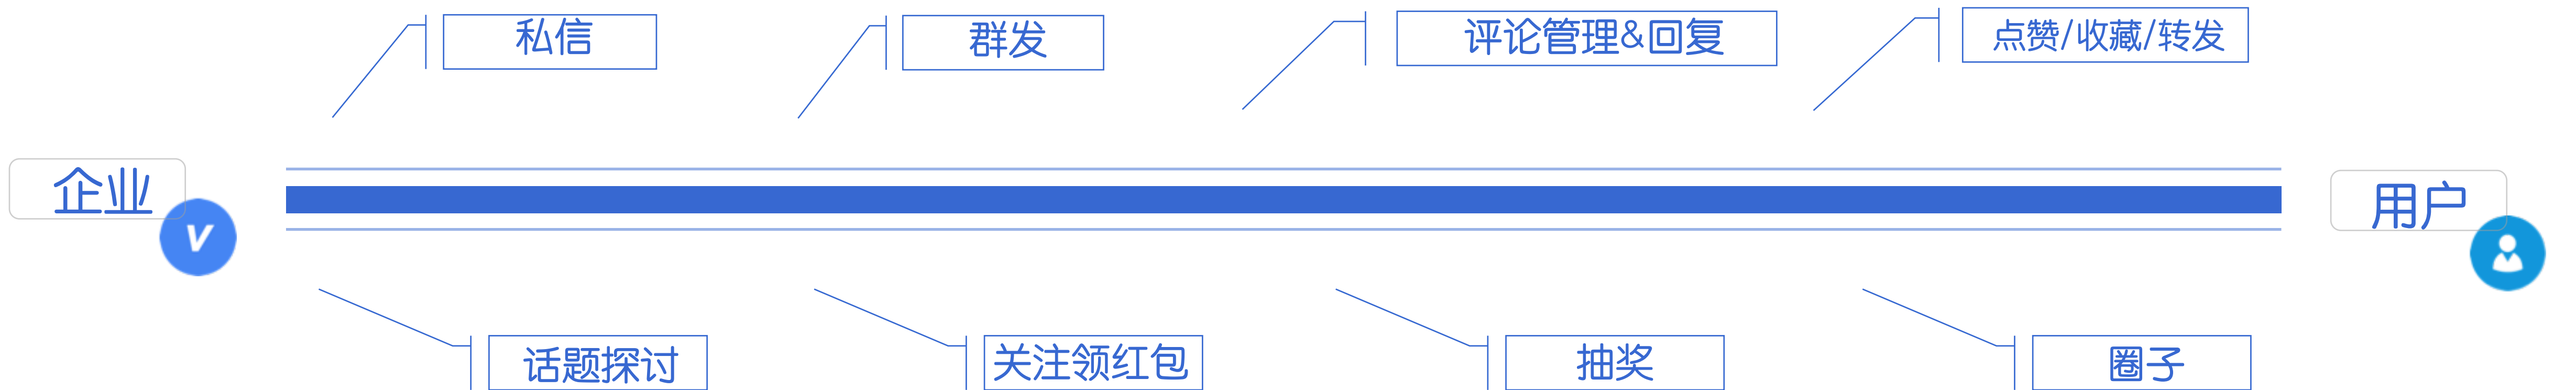 私信
群发
评论管理&回复
点赞/收藏/转发
企业
V
用户
话题探讨
关注领红包
抽奖
圈子